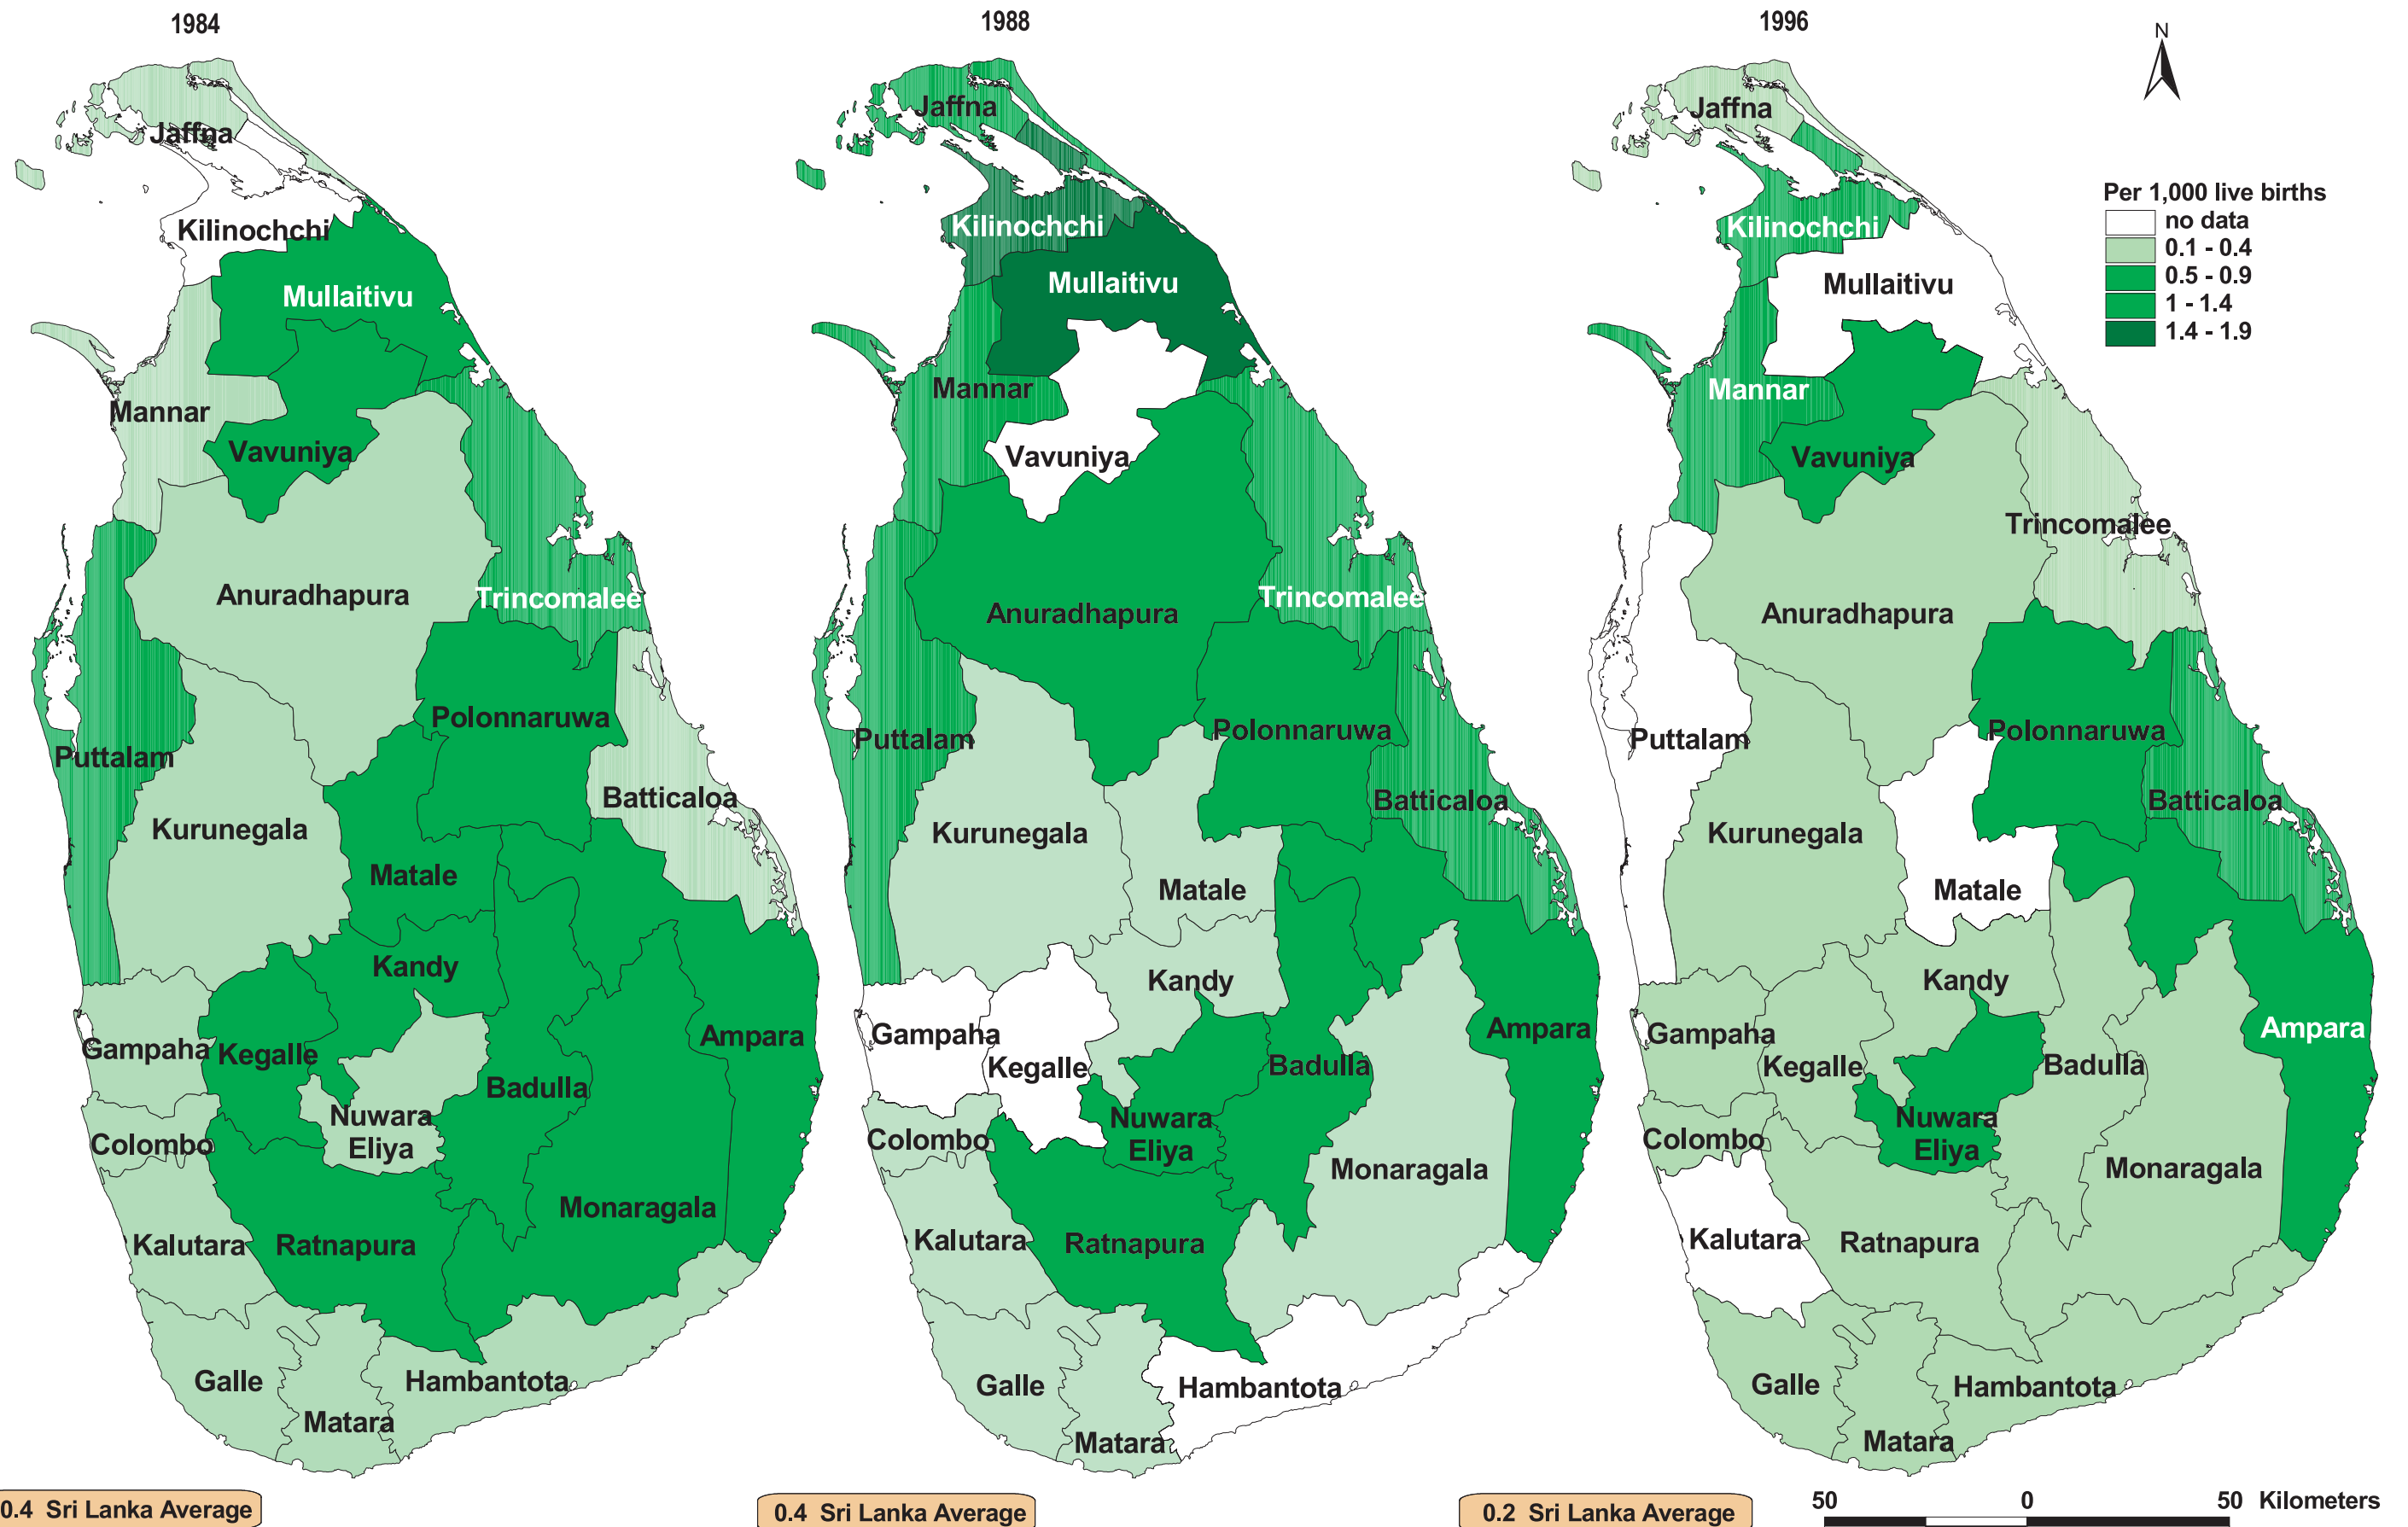 1984
Jaffna
Kilinochchi
Mullaitivu
Mannar
Vavuniya
Anuradhapura
Trincomalee
Polonnaruwa
Puttalam
Batticaloa
Kurunegala
Matale
Kandy
Ampara
Gampaha
Kegalle
Badulla
Nuwara
Eliya
Colombo
Monaragala
Kalutara
Ratnapura
Galle
Hambantota
Matara
0.4 Sri Lanka Average
1988
Jaffna
Kilinochchi
Mullaitivu
Mannar
Vavuniya
Trincomalee
Anuradhapura
Polonnaruwa
Puttalam
Batticaloa
Kurunegala
Matale
Kandy
Ampara
Gampaha
Kegalle
Badulla
Nuwara
Eliya
Colombo
Monaragala
Kalutara
Ratnapura
Galle
Hambantota
Matara
0.4 Sri Lanka Average
1996
Jaffna
Kilinochchi
Mullaitivu
Mannar
Vavuniya
Trincomalee
Anuradhapura
Polonnaruwa
Puttalam
Batticaloa
Kurunegala
Matale
Kandy
Ampara
Gampaha
Kegalle
Badulla
Nuwara
Eliya
Colombo
Monaragala
Kalutara
Ratnapura
Galle
Hambantota
Matara
0.2 Sri Lanka Average
N
Per 1,000 live births
no data
0.1 - 0.4
0.5 - 0.9
1 - 1.4
1.4 - 1.9
50 0 50 Kilometers